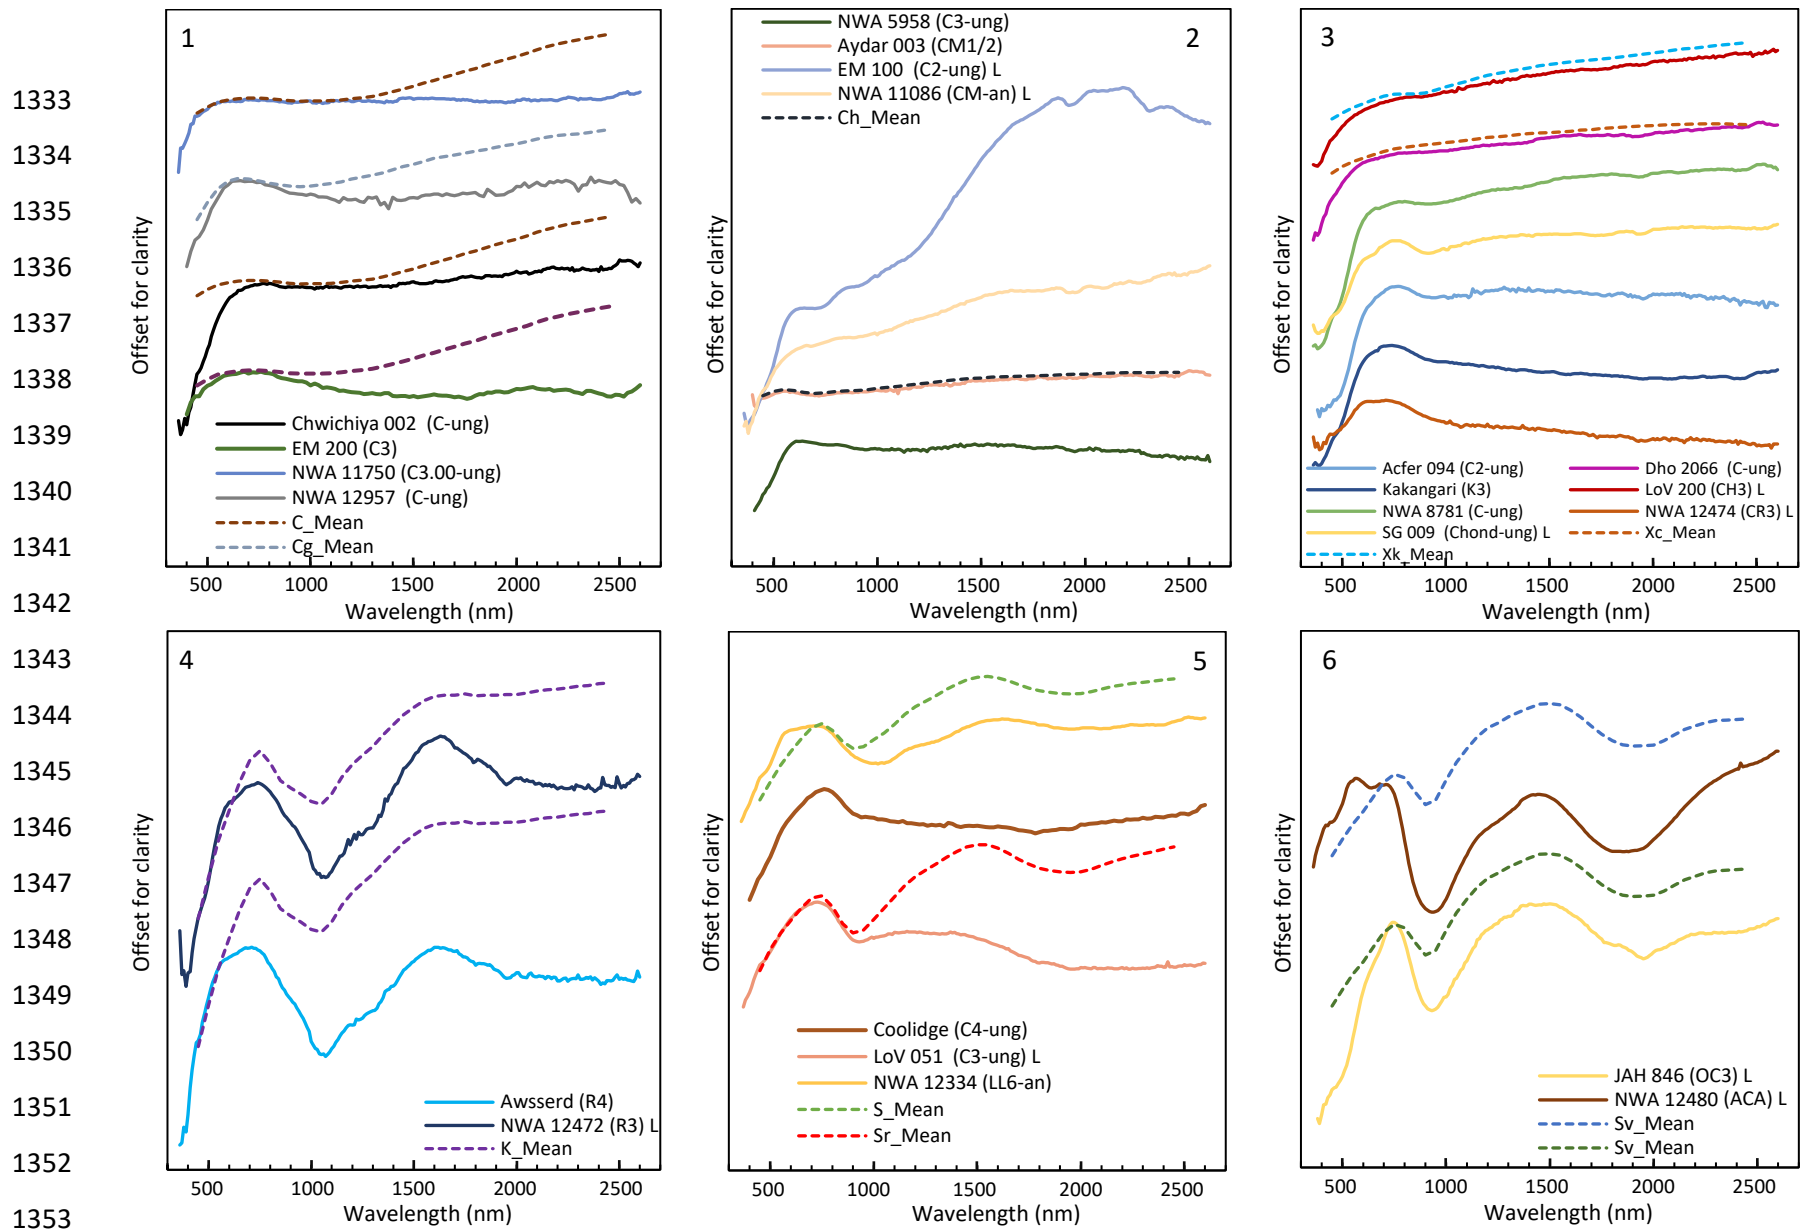 1333
1334
1335
1336
1337
1338
1339
1340
1341
1342
1343
1344
1345
1346
1347
1348
1349
1350
1351
1352
1353
1
Offset for clarity
Chwichiya 002 (C-ung)
EM 200 (C3)
NWA 11750 (C3.00-ung)
NWA 12957 (C-ung)
C_Mean
Cg_Mean
500 1000 1500 2000 2500
Wavelength (nm)
2
Offset for clarity
NWA 5958 (C3-ung)
Aydar 003 (CM1/2)
EM 100 (C2-ung) L
NWA 11086 (CM-an) L
Ch_Mean
500 1000 1500 2000 2500
Wavelength (nm)
3
Offset for clarity
Acfer 094 (C2-ung) Dho 2066 (C-ung)
Kakangari (K3) LoV 200 (CH3) L
NWA 8781 (C-ung) NWA 12474 (CR3) L
SG 009 (Chond-ung) L Xc_Mean
Xk_Mean
500 1000 1500 2000 2500
Wavelength (nm)
4
Offset for clarity
Awsserd (R4)
NWA 12472 (R3) L
K_Mean
500 1000 1500 2000 2500
Wavelength (nm)
5
Offset for clarity
Coolidge (C4-ung)
LoV 051 (C3-ung) L
NWA 12334 (LL6-an)
S_Mean
Sr_Mean
500 1000 1500 2000 2500
Wavelength (nm)
6
Offset for clarity
JAH 846 (OC3) L
NWA 12480 (ACA) L
Sv_Mean
Sv_Mean
500 1000 1500 2000 2500
Wavelength (nm)